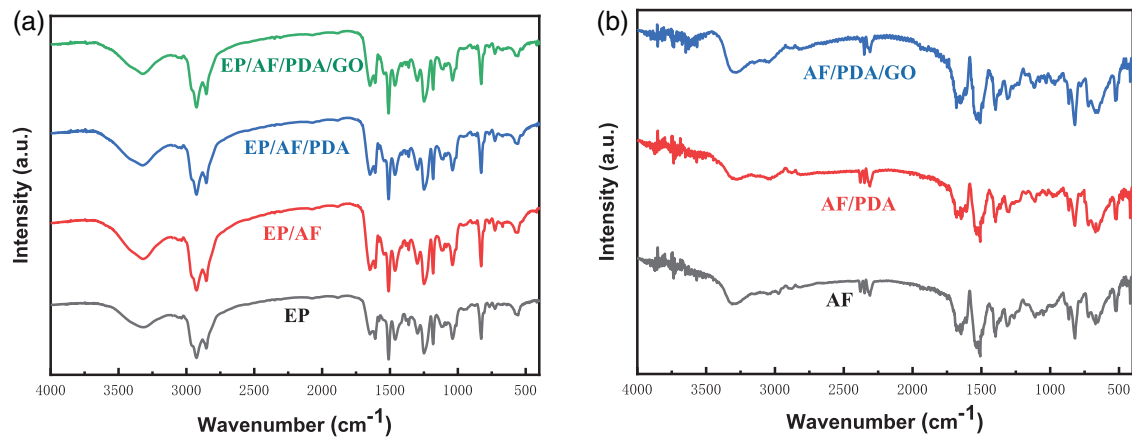 (a)
EP/AF/PDA/GO
EP/AF/PDA
EP/AF
EP
Intensity (a.u.)
4000 3500 3000 2500 2000 1500 1000 500
Wavenumber (cm-1)
(b)
AF/PDA/GO
AF/PDA
AF
Intensity (a.u.)
4000 3500 3000 2500 2000 1500 1000 500
Wavenumber (cm-1)